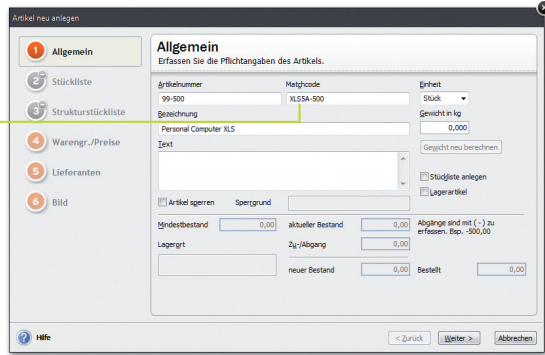 Artikel neu anlegen
1 Allgemein
2 Stückliste
3 Strukturstückliste
4 Warengr./Preise
5 Lieferanten
6 Bild
Allgemein
Erfassen Sie die Pflichtangaben des Artikels.
Artikelnummer Matchcode Einheit
99-500 XLS5A-500 Stück
Bezeichnung Gewicht in kg
Personal Computer XLS 0,000
Text Gewicht neu berechnen
Stückliste anlegen
Lagerartikel
Artikel sperren Sperrgrund
Mindestbestand 0,00 aktueller Bestand 0,00 Abgänge sind mit ( - ) zu
erfassen. Bsp. -500,00
Lagerort Zu-/Abgang 0,00
neuer Bestand 0,00 Bestellt 0,00
? Hilfe < Zurück Weiter > Abbrechen